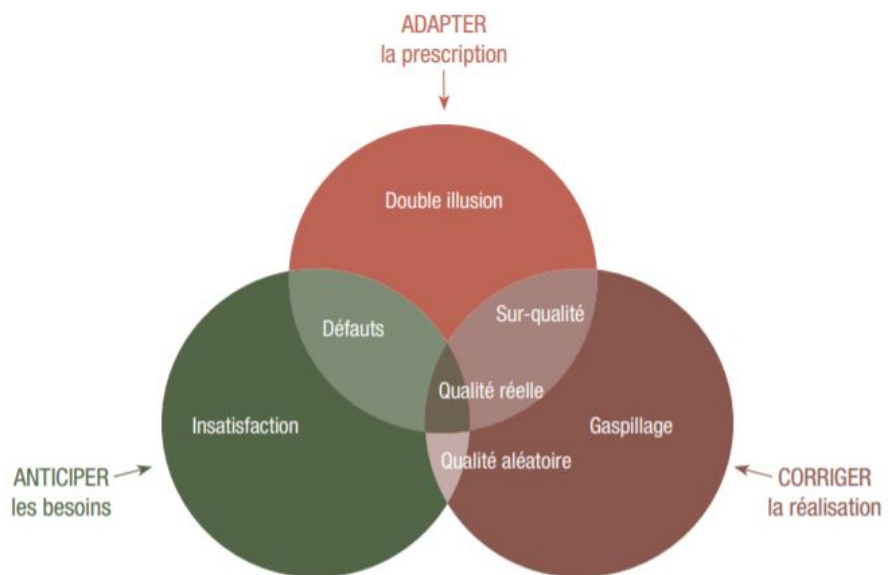 ADAPTER
la prescription
Double illusion
Sur-qualité
Défauts
Qualité réelle
Insatisfaction
Gaspillage
Qualité aléatoire
ANTICIPER
les besoins
CORRIGER
la réalisation